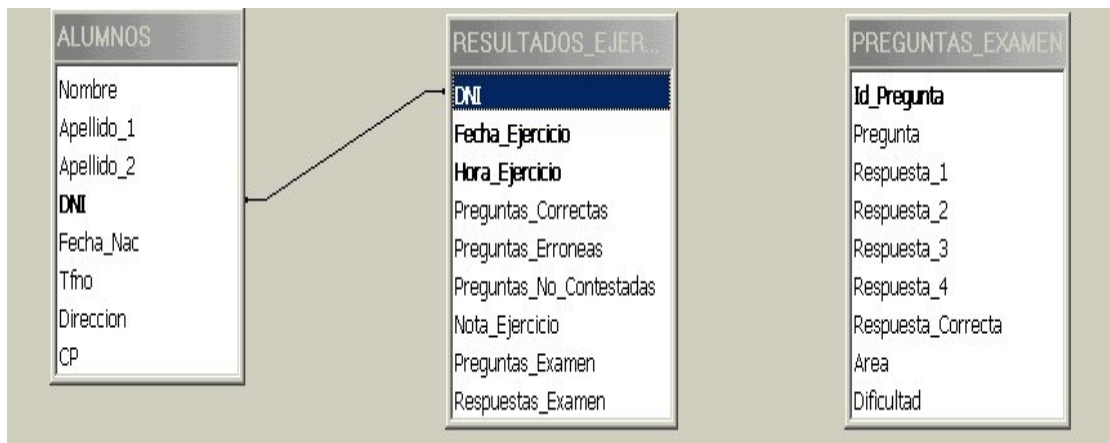 ALUMNOS
Nombre
Apellido_1
Apellido_2
DNI
Fecha_Nac
Tfno
Direccion
CP
RESULTADOS_EJER...
DNI
Fecha_Ejercicio
Hora_Ejercicio
Preguntas_Correctas
Preguntas_Erroneas
Preguntas_No_Contestadas
Nota_Ejercicio
Preguntas_Examen
Respuestas_Examen
PREGUNTAS_EXAMEN
Id_Pregunta
Pregunta
Respuesta_1
Respuesta_2
Respuesta_3
Respuesta_4
Respuesta_Correcta
Area
Dificultad